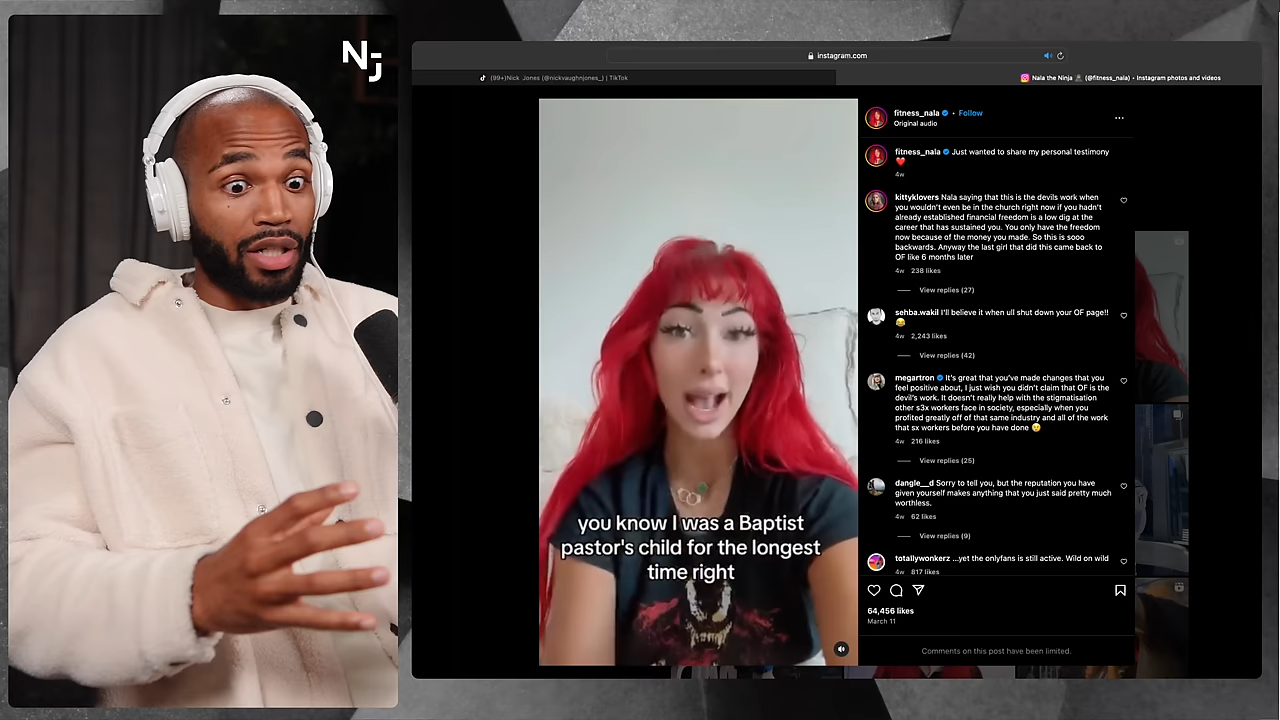 NJ
instagram.com
(99+)Nick Jones (@nickvaughnjones_) | TikTok
Nala the Ninja 🥷 (@fitness_nala) • Instagram photos and videos
fitness_nala • Follow
Original audio
fitness_nala Just wanted to share my personal testimony
❤️
4w
kittyklovers Nala saying that this is the devils work when
you wouldn't even be in the church right now if you hadn't
already established financial freedom is a low dig at the
career that has sustained you. You only have the freedom
now because of the money you made. So this is sooo
backwards. Anyway the last girl that did this came back to
OF like 6 months later
4w 238 likes
View replies (27)
sehba.wakil I'll believe it when ull shut down your OF page!!
😂
4w 2,243 likes
View replies (42)
megartron It's great that you've made changes that you
feel positive about, I just wish you didn't claim that OF is the
devil's work. It doesn't really help with the stigmatisation
other s3x workers face in society, especially when you
profited greatly off of that same industry and all of the work
that sx workers before you have done 😢
4w 216 likes
View replies (25)
dangle__d Sorry to tell you, but the reputation you have
given yourself makes anything that you just said pretty much
worthless.
4w 62 likes
View replies (9)
totallywonkerz ...yet the onlyfans is still active. Wild on wild
4w 817 likes
64,456 likes
March 11
Comments on this post have been limited.
you know I was a Baptist
pastor's child for the longest
time right